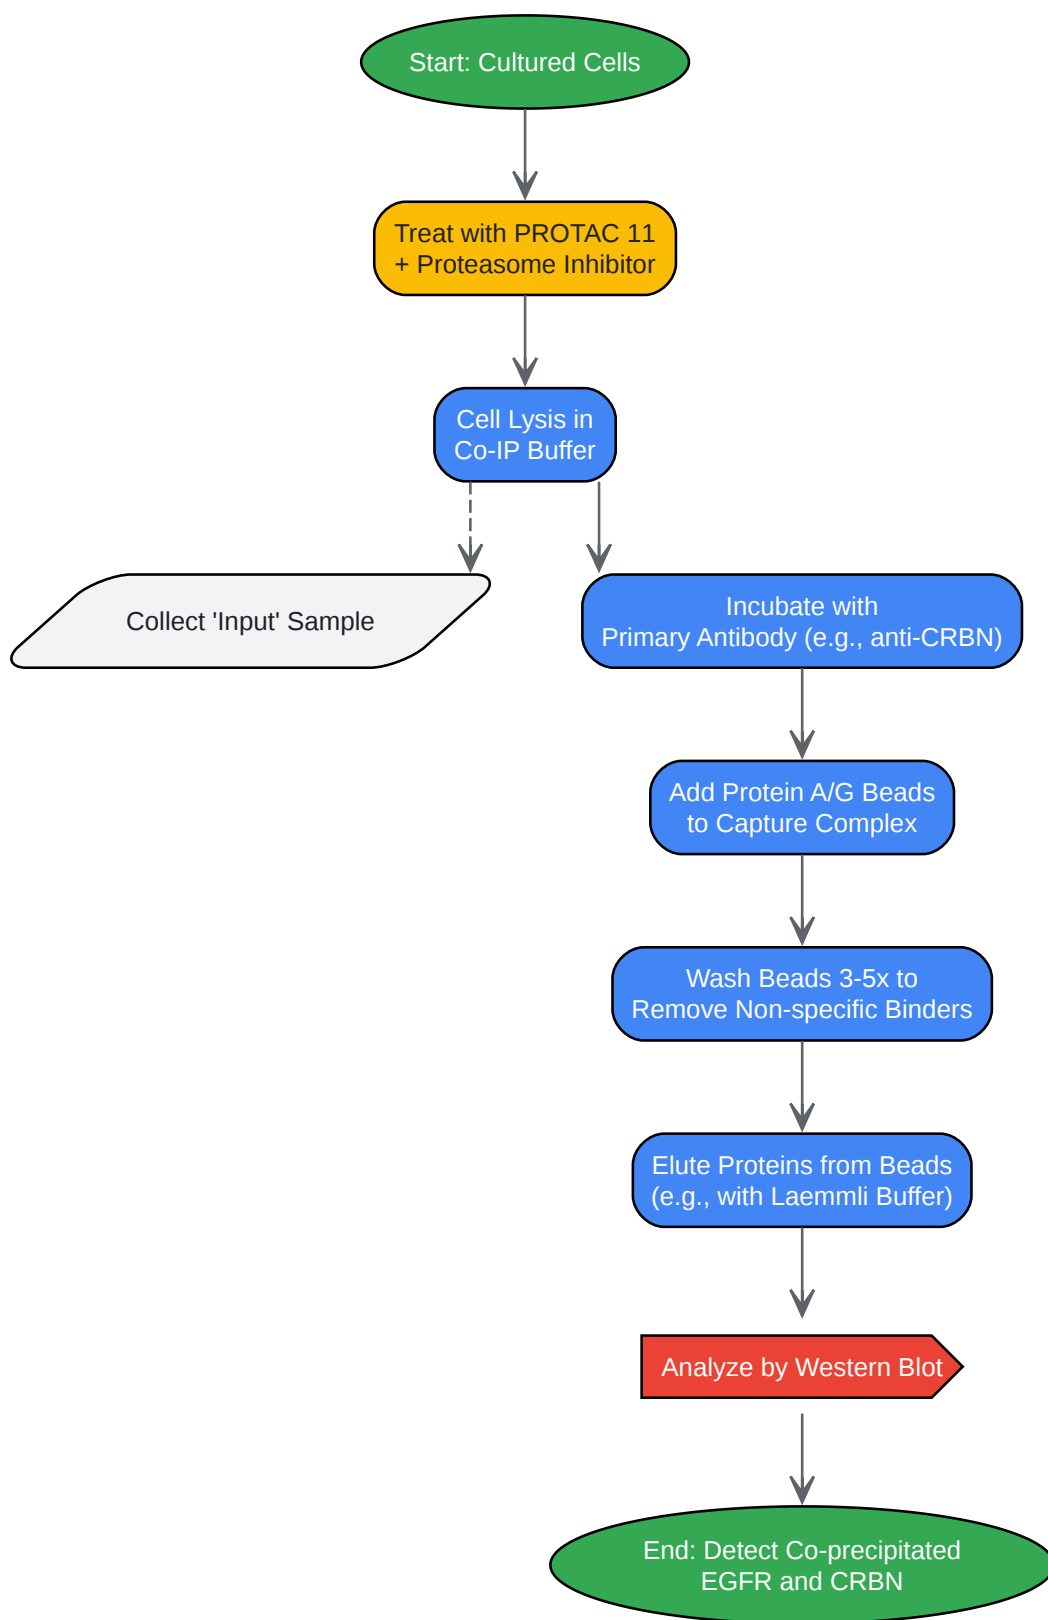 Start: Cultured Cells
Treat with PROTAC 11
+ Proteasome Inhibitor
Cell Lysis in
Co-IP Buffer
Collect 'Input' Sample
Incubate with
Primary Antibody (e.g., anti-CRBN)
Add Protein A/G Beads
to Capture Complex
Wash Beads 3-5x to
Remove Non-specific Binders
Elute Proteins from Beads
(e.g., with Laemmli Buffer)
Analyze by Western Blot
End: Detect Co-precipitated
EGFR and CRBN